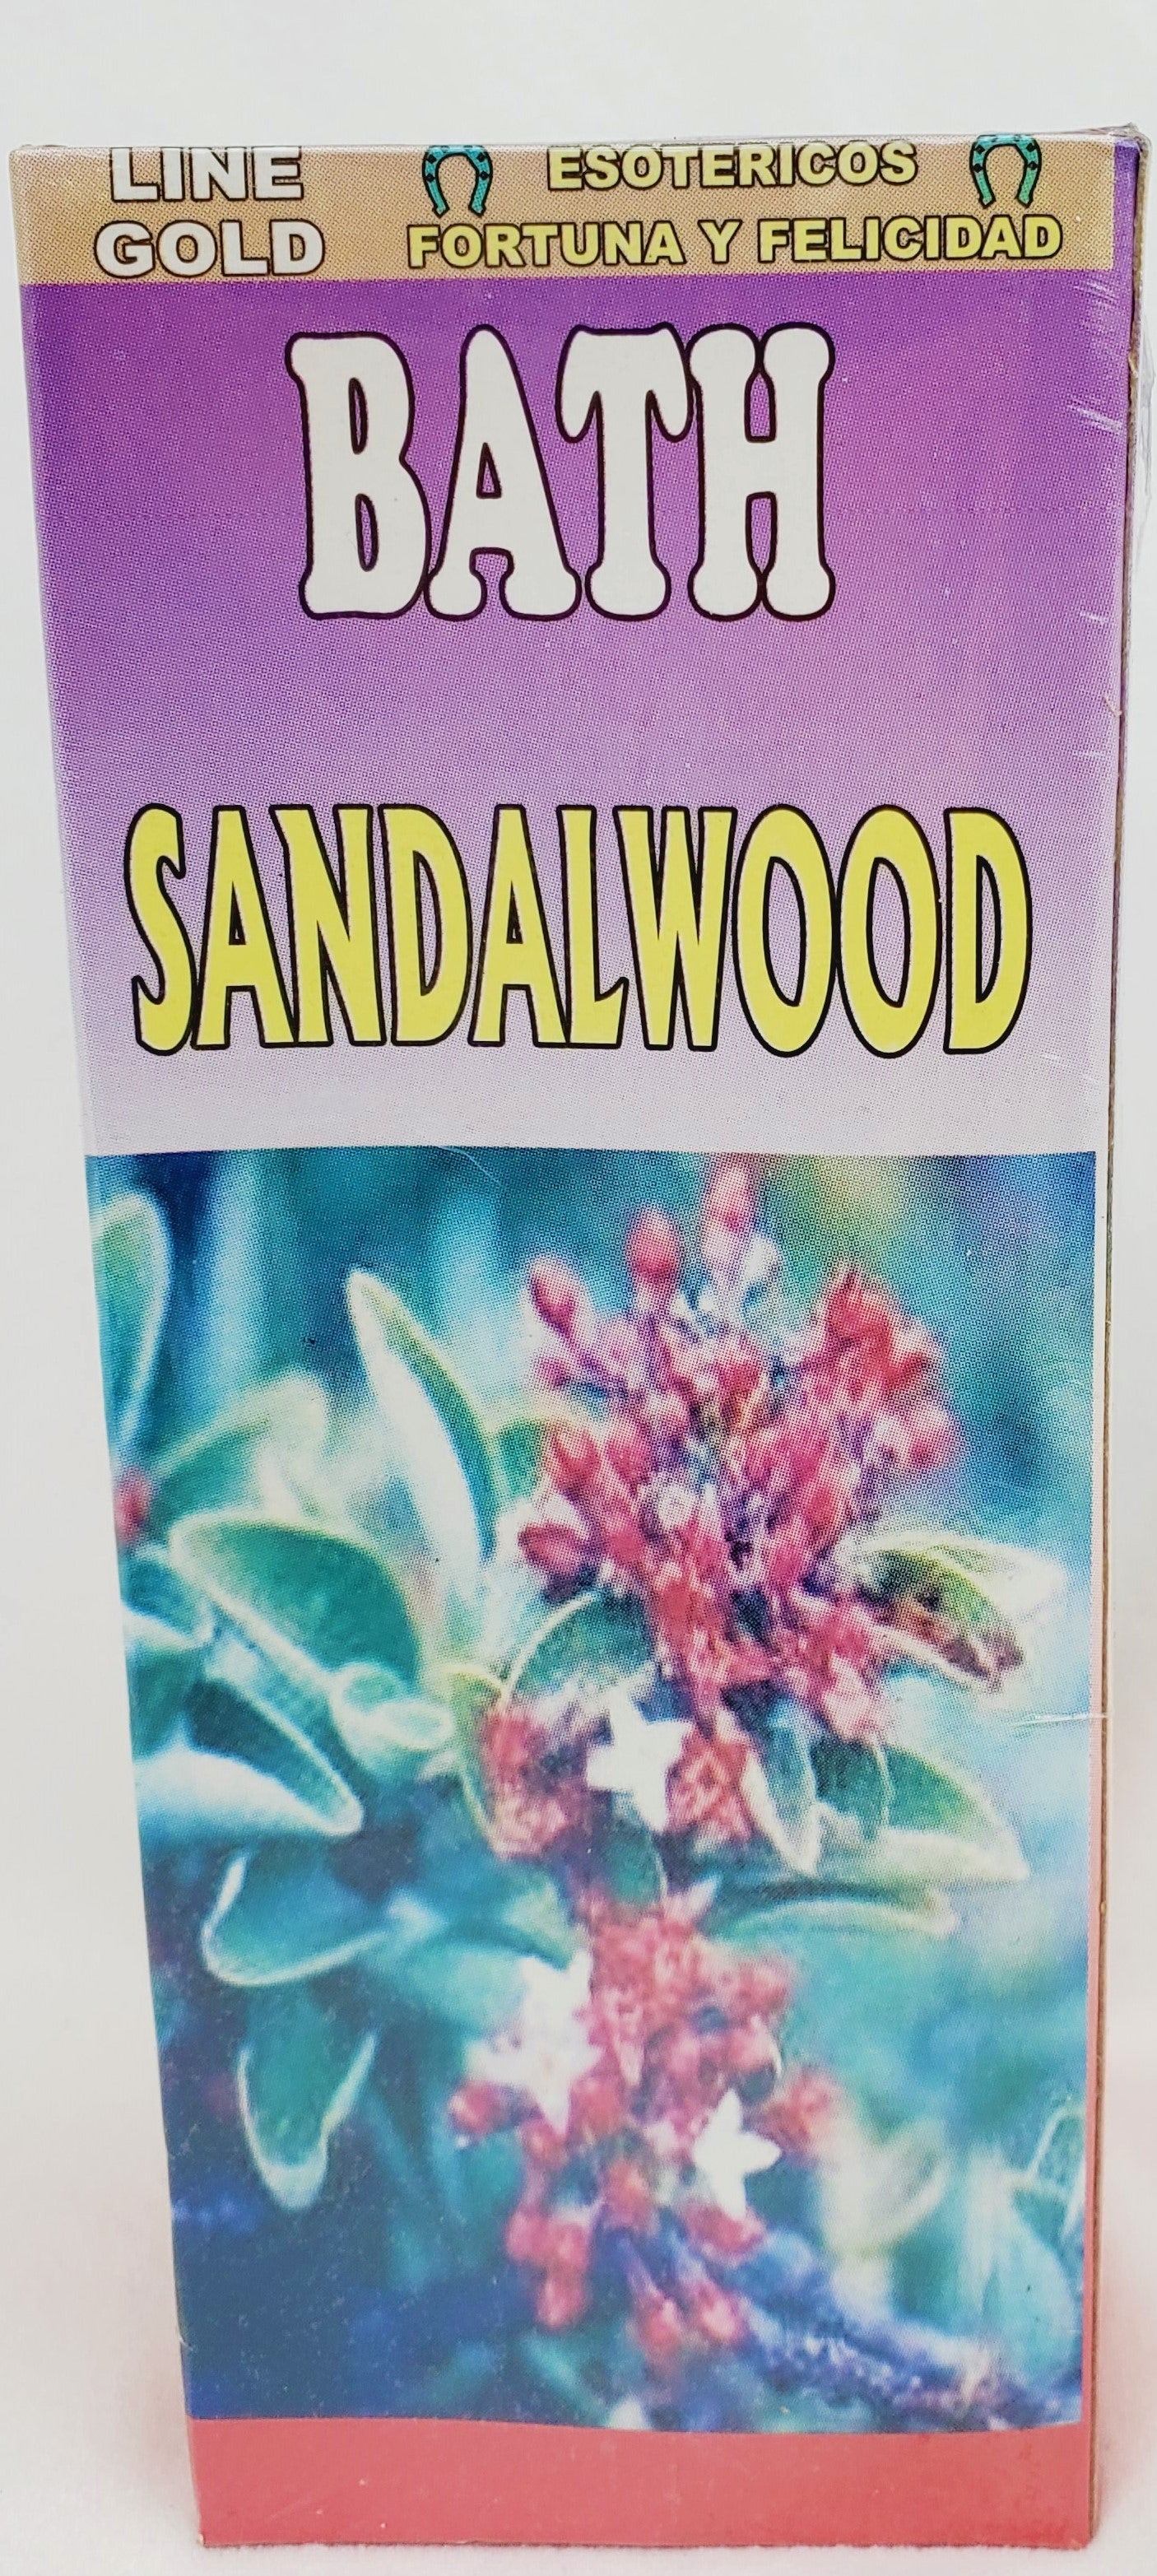 LINE
GOLD
ESOTERICOS
FORTUNA Y FELICIDAD
BATH
SANDALWOOD